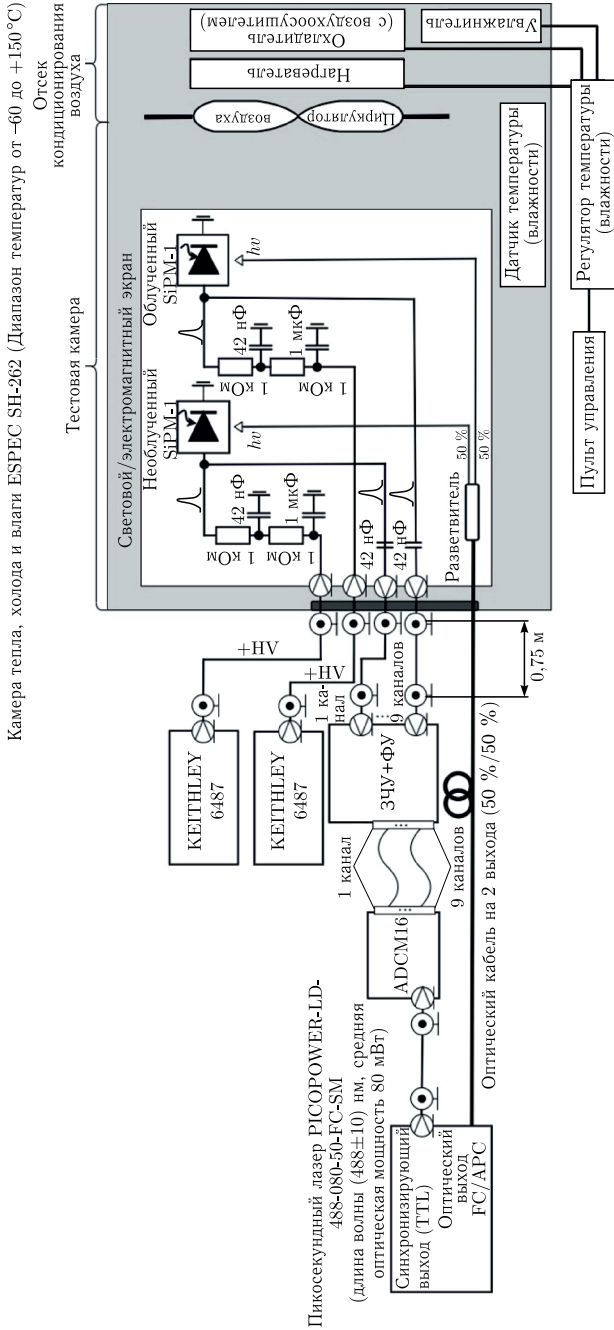 Камера тепла, холода и влаги ESPEC SH-262 (Диапазон температур от −60 до +150 °C)
Тестовая камера
Отсек
кондиционирования
воздуха
Световой/электромагнитный экран
Необлученный
SiPM-1
Облученный
SiPM-1
hν
hν
42 нФ
1 мкФ
1 кОм
1 кОм
42 нФ
1 мкФ
1 кОм
1 кОм
42 нФ
42 нФ
Разветвитель
50 %
50 %
Циркулятор
воздуха
Нагреватель
Охладитель
(с воздухоосушителем)
Увлажнитель
Датчик температуры
(влажности)
Регулятор температуры
(влажности)
Пульт управления
KEITHLEY
6487
+HV
KEITHLEY
6487
+HV
1 ка-
нал
9 каналов
ЗЧУ+ФУ
0,75 м
1 канал
9 каналов
ADCM16
Оптический кабель на 2 выхода (50 %/50 %)
Пикосекундный лазер PICOPOWER-LD-
488-080-50-FC-SM
(длина волны (488±10) нм, средняя
оптическая мощность 80 мВт)
Синхронизирующий
выход (TTL)
Оптический
выход
FC/APC